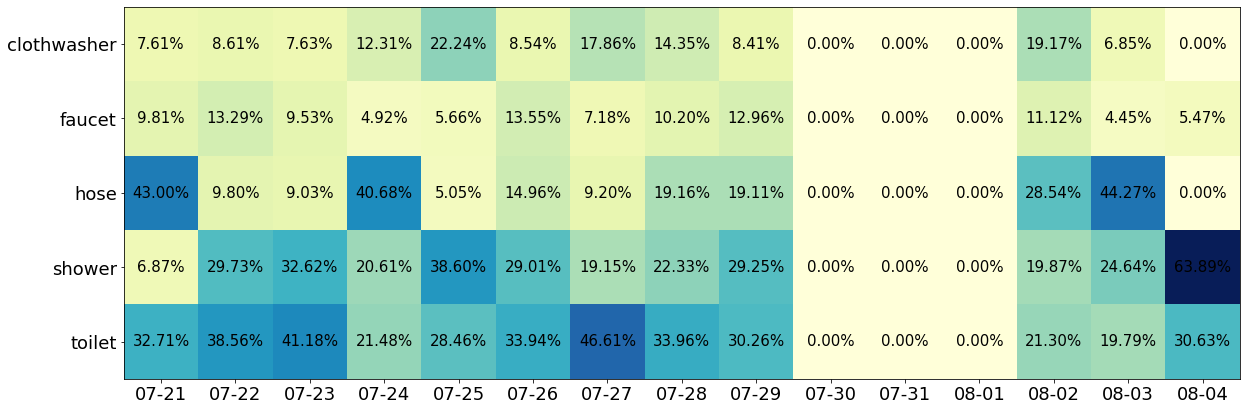 clothwasher 7.61% 8.61% 7.63% 12.31% 22.24% 8.54% 17.86% 14.35% 8.41% 0.00% 0.00% 0.00% 19.17% 6.85% 0.00%
faucet 9.81% 13.29% 9.53% 4.92% 5.66% 13.55% 7.18% 10.20% 12.96% 0.00% 0.00% 0.00% 11.12% 4.45% 5.47%
hose 43.00% 9.80% 9.03% 40.68% 5.05% 14.96% 9.20% 19.16% 19.11% 0.00% 0.00% 0.00% 28.54% 44.27% 0.00%
shower 6.87% 29.73% 32.62% 20.61% 38.60% 29.01% 19.15% 22.33% 29.25% 0.00% 0.00% 0.00% 19.87% 24.64% 63.89%
toilet 32.71% 38.56% 41.18% 21.48% 28.46% 33.94% 46.61% 33.96% 30.26% 0.00% 0.00% 0.00% 21.30% 19.79% 30.63%
07-21 07-22 07-23 07-24 07-25 07-26 07-27 07-28 07-29 07-30 07-31 08-01 08-02 08-03 08-04